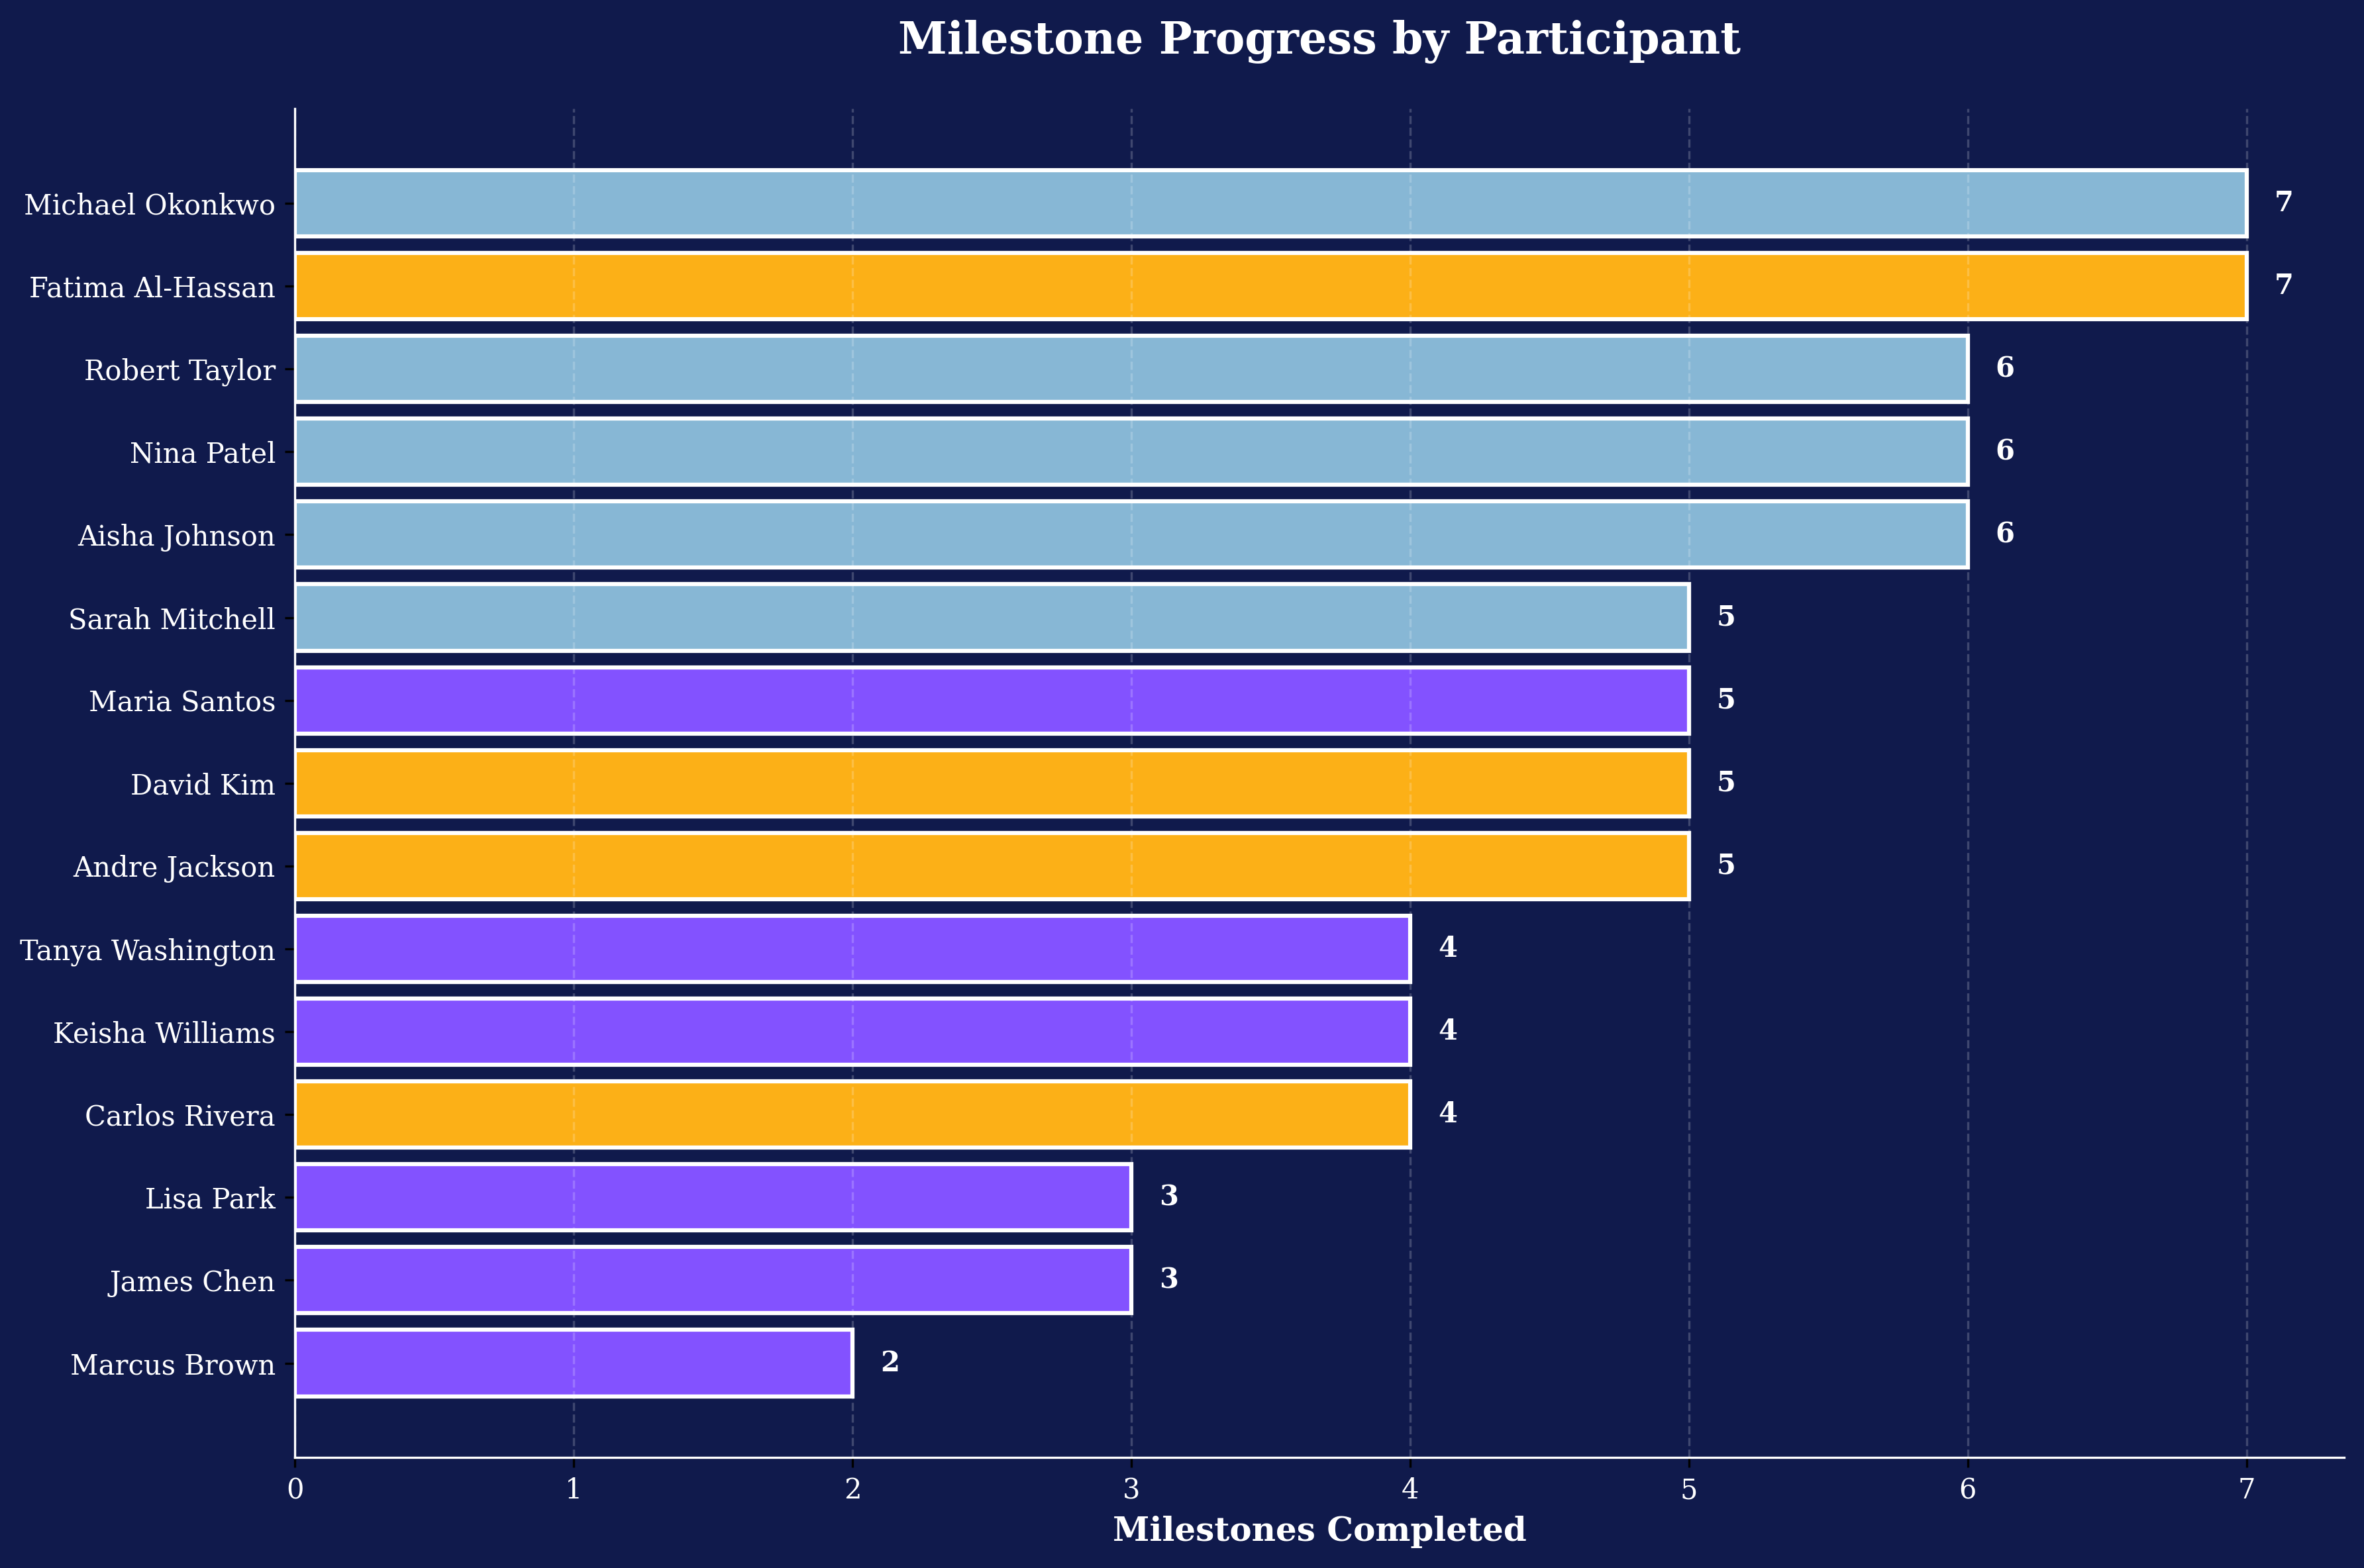 Milestone Progress by Participant
Michael Okonkwo 7
Fatima Al-Hassan 7
Robert Taylor 6
Nina Patel 6
Aisha Johnson 6
Sarah Mitchell 5
Maria Santos 5
David Kim 5
Andre Jackson 5
Tanya Washington 4
Keisha Williams 4
Carlos Rivera 4
Lisa Park 3
James Chen 3
Marcus Brown 2
0 1 2 3 4 5 6 7
Milestones Completed